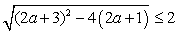 √((2a+3)²−4(2a+1)) ≤ 2